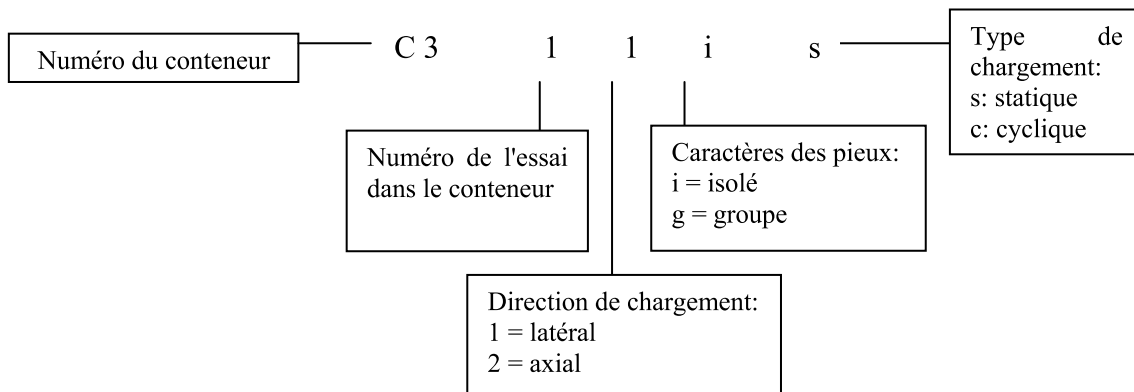 Numéro du conteneur
C 3 1 1 i s
Type de
chargement:
s: statique
c: cyclique
Numéro de l'essai
dans le conteneur
Caractères des pieux:
i = isolé
g = groupe
Direction de chargement:
1 = latéral
2 = axial